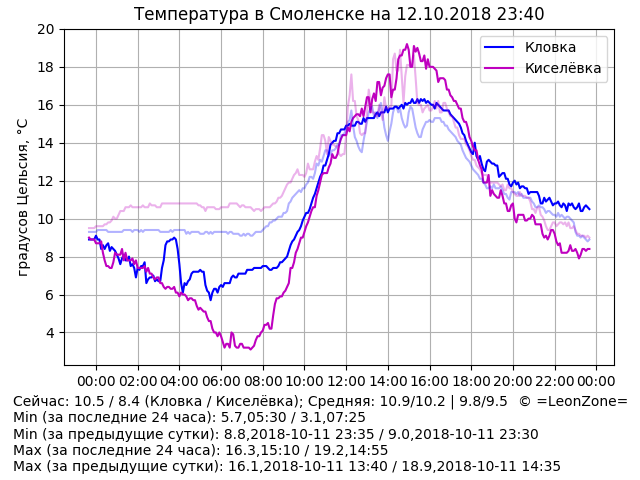 Температура в Смоленске на 12.10.2018 23:40
градусов Цельсия, °C
20
18
16
14
12
10
8
6
4
Кловка
Киселёвка
00:00 02:00 04:00 06:00 08:00 10:00 12:00 14:00 16:00 18:00 20:00 22:00 00:00
Сейчас: 10.5 / 8.4 (Кловка / Киселёвка); Средняя: 10.9/10.2 | 9.8/9.5 © =LeonZone=
Min (за последние 24 часа): 5.7,05:30 / 3.1,07:25
Min (за предыдущие сутки): 8.8,2018-10-11 23:35 / 9.0,2018-10-11 23:30
Max (за последние 24 часа): 16.3,15:10 / 19.2,14:55
Max (за предыдущие сутки): 16.1,2018-10-11 13:40 / 18.9,2018-10-11 14:35